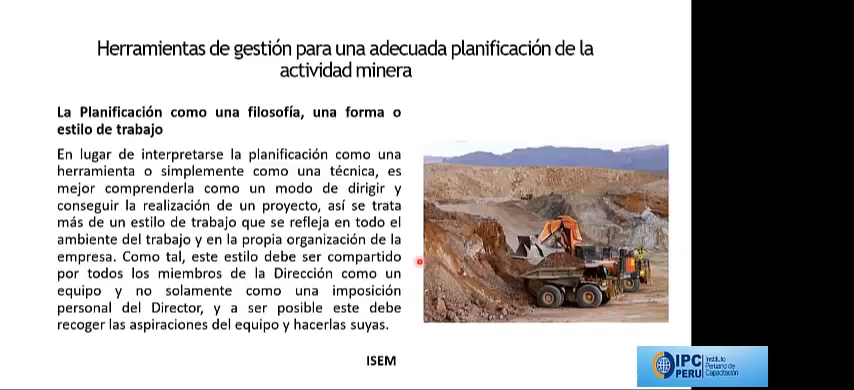 Herramientas de gestión para una adecuada planificación de la
actividad minera
La Planificación como una filosofía, una forma o
estilo de trabajo
En lugar de interpretarse la planificación como una
herramienta o simplemente como una técnica, es
mejor comprenderla como un modo de dirigir y
conseguir la realización de un proyecto, así se trata
más de un estilo de trabajo que se refleja en todo el
ambiente del trabajo y en la propia organización de la
empresa. Como tal, este estilo debe ser compartido
por todos los miembros de la Dirección como un
equipo y no solamente como una imposición
personal del Director, y a ser posible este debe
recoger las aspiraciones del equipo y hacerlas suyas.
ISEM
IPC
PERU
Instituto
Peruano de
Capacitación